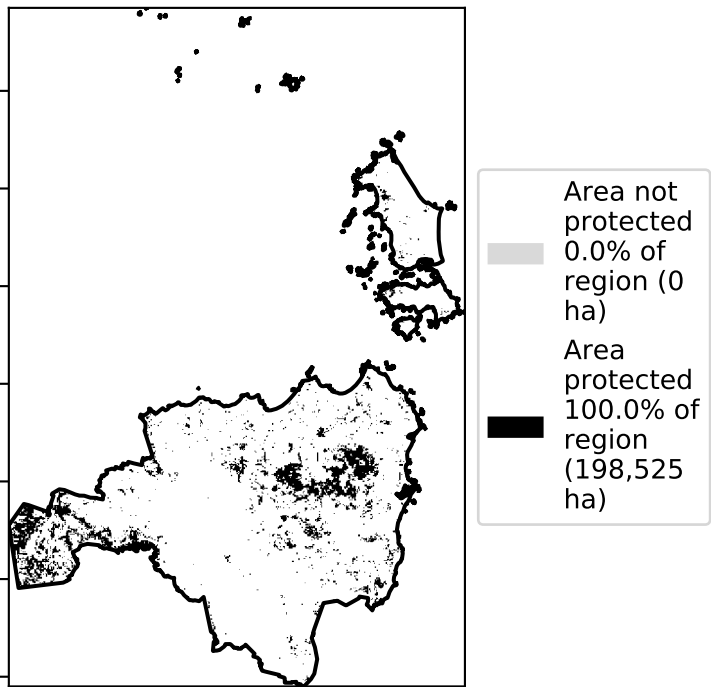 Area not
protected
0.0% of
region (0
ha)
Area
protected
100.0% of
region
(198,525
ha)